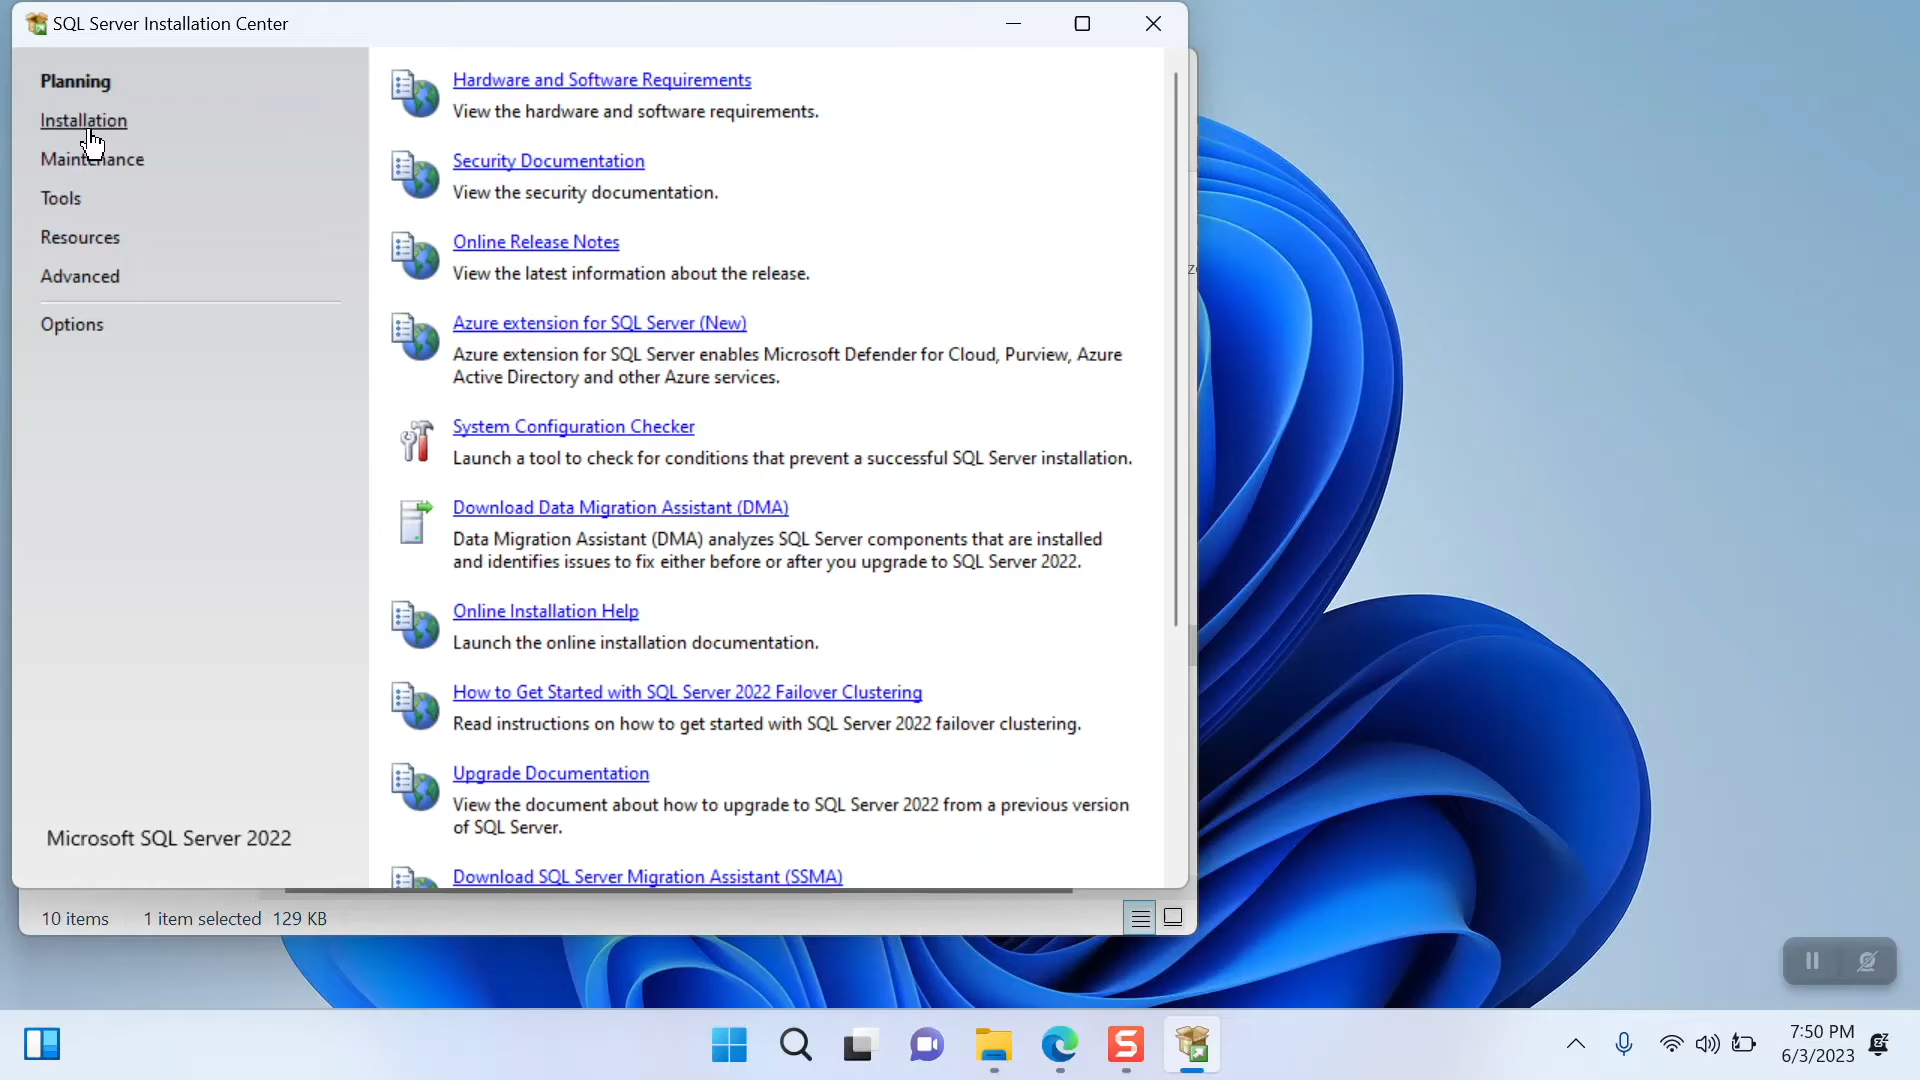 SQL Server Installation Center
Planning
Installation
Maintenance
Tools
Resources
Advanced
Options
Microsoft SQL Server 2022
Hardware and Software Requirements
View the hardware and software requirements.
Security Documentation
View the security documentation.
Online Release Notes
View the latest information about the release.
Azure extension for SQL Server (New)
Azure extension for SQL Server enables Microsoft Defender for Cloud, Purview, Azure
Active Directory and other Azure services.
System Configuration Checker
Launch a tool to check for conditions that prevent a successful SQL Server installation.
Download Data Migration Assistant (DMA)
Data Migration Assistant (DMA) analyzes SQL Server components that are installed
and identifies issues to fix either before or after you upgrade to SQL Server 2022.
Online Installation Help
Launch the online installation documentation.
How to Get Started with SQL Server 2022 Failover Clustering
Read instructions on how to get started with SQL Server 2022 failover clustering.
Upgrade Documentation
View the document about how to upgrade to SQL Server 2022 from a previous version
of SQL Server.
Download SQL Server Migration Assistant (SSMA)
10 items 1 item selected 129 KB
7:50 PM
6/3/2023